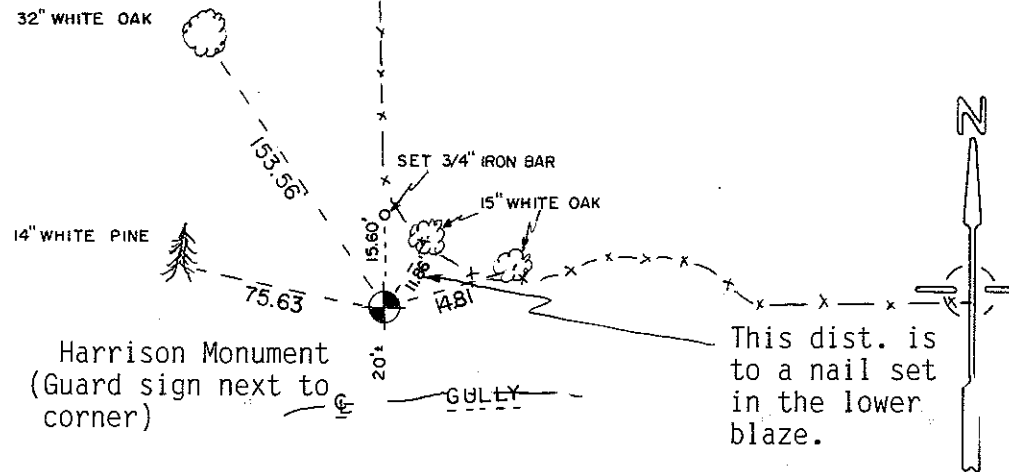 32" WHITE OAK
N
153.56
SET 3/4" IRON BAR
15" WHITE OAK
14" WHITE PINE
15.60'
11.86
75.63
14.81
20'±
Harrison Monument
(Guard sign next to
corner)
℄ GULLY
This dist. is
to a nail set
in the lower
blaze.